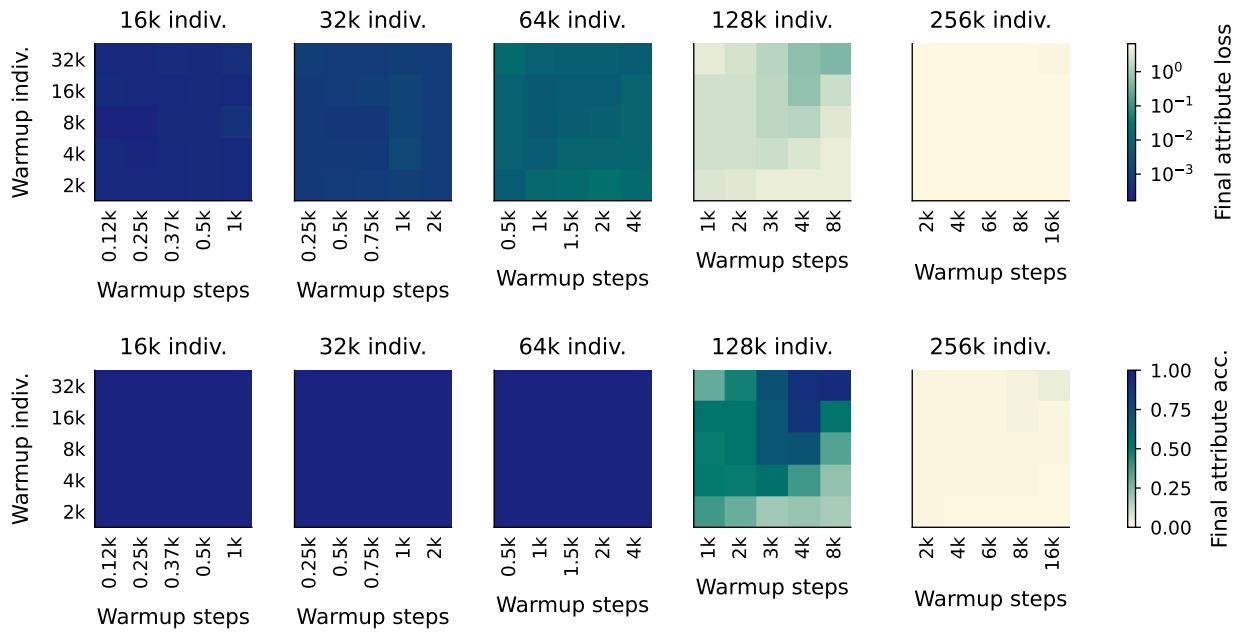 16k indiv.
32k indiv.
64k indiv.
128k indiv.
256k indiv.
Warmup indiv.
32k
16k
8k
4k
2k
0.12k
0.25k
0.37k
0.5k
1k
Warmup steps
0.25k
0.5k
0.75k
1k
2k
Warmup steps
0.5k
1k
1.5k
2k
4k
Warmup steps
1k
2k
3k
4k
8k
Warmup steps
2k
4k
6k
8k
16k
Warmup steps
10⁰
10⁻¹
10⁻²
10⁻³
Final attribute loss
16k indiv.
32k indiv.
64k indiv.
128k indiv.
256k indiv.
Warmup indiv.
32k
16k
8k
4k
2k
0.12k
0.25k
0.37k
0.5k
1k
Warmup steps
0.25k
0.5k
0.75k
1k
2k
Warmup steps
0.5k
1k
1.5k
2k
4k
Warmup steps
1k
2k
3k
4k
8k
Warmup steps
2k
4k
6k
8k
16k
Warmup steps
1.00
0.75
0.50
0.25
0.00
Final attribute acc.